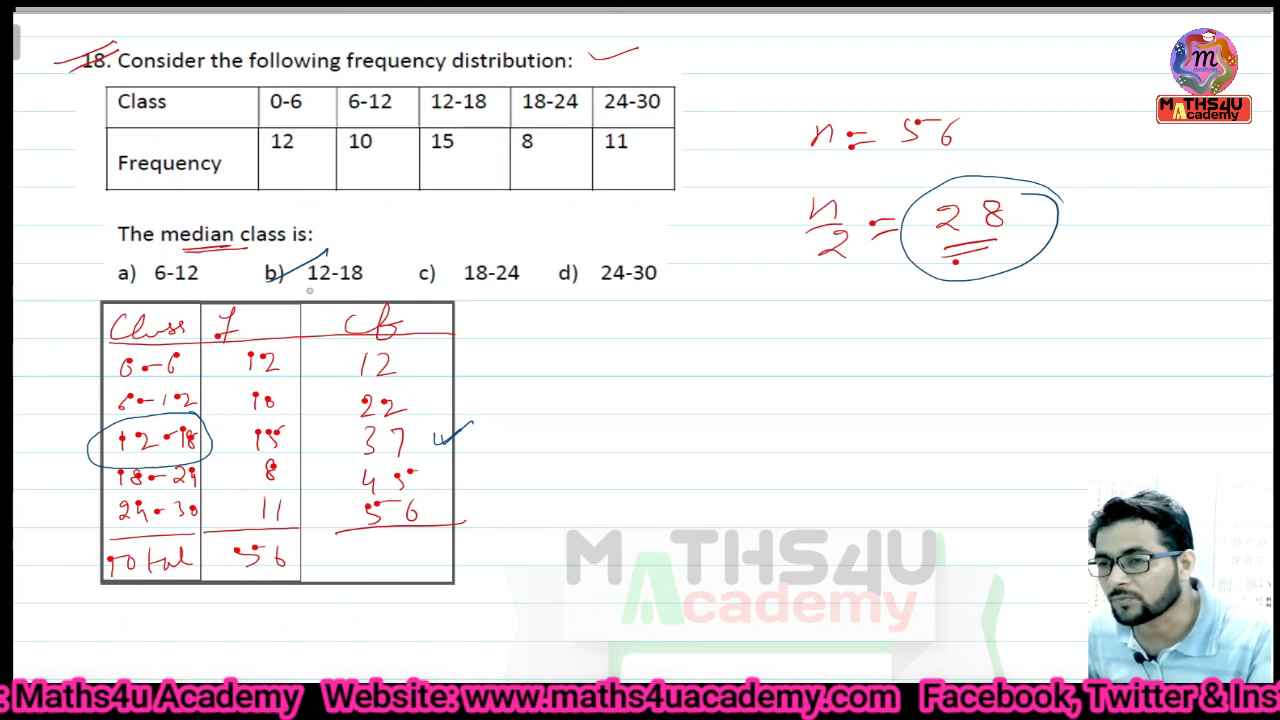 18. Consider the following frequency distribution:
Class 0-6 6-12 12-18 18-24 24-30
Frequency 12 10 15 8 11
The median class is:
a) 6-12 b) 12-18 c) 18-24 d) 24-30
Class f cf
0-6 12 12
6-12 10 22
12-18 15 37
18-24 8 45
24-30 11 56
Total 56
n = 56
n/2 = 28
m
MATHS4U
Academy
MATHS4U
Academy
: Maths4u Academy Website: www.maths4uacademy.com Facebook, Twitter & Inst